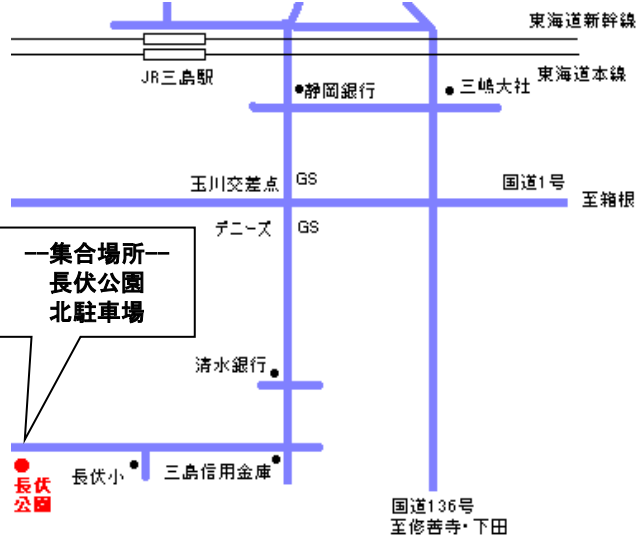 東海道新幹線
東海道本線
JR三島駅
静岡銀行
三嶋大社
玉川交差点
GS
国道1号
至箱根
デニーズ
GS
--集合場所--
長伏公園
北駐車場
清水銀行
長伏
公園
長伏小
三島信用金庫
国道136号
至修善寺・下田